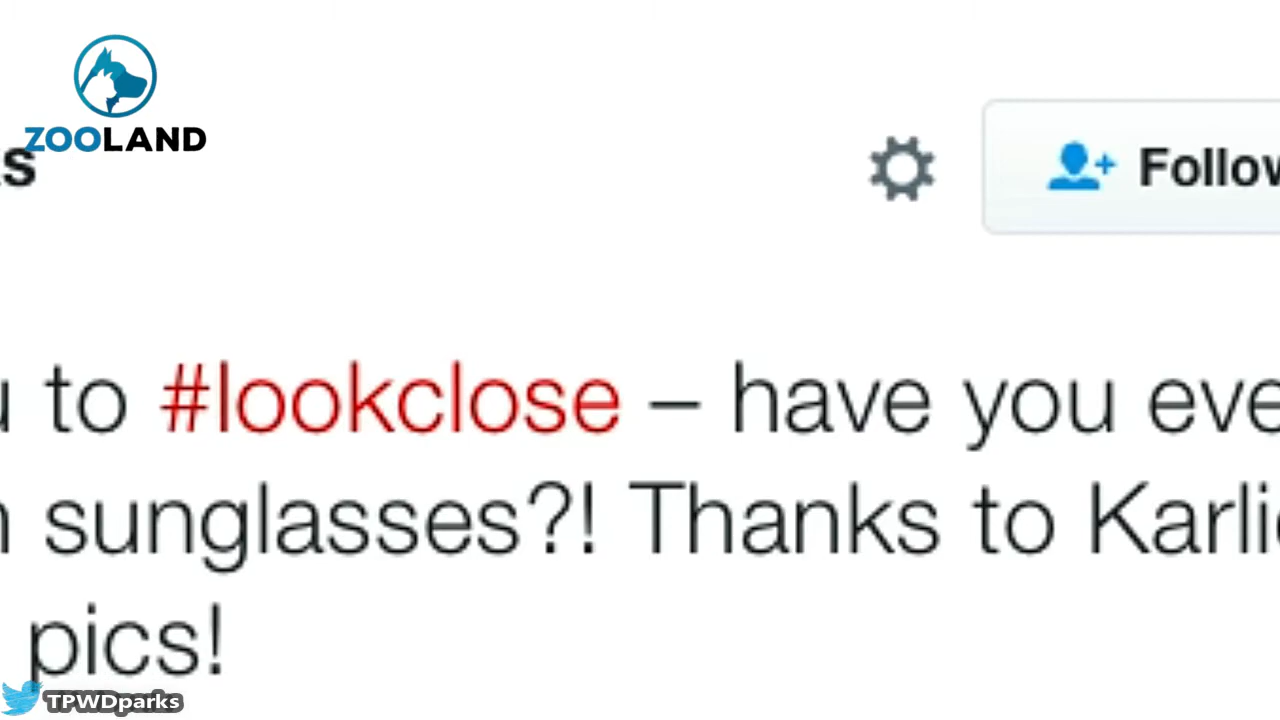 ZOOLAND
s
Follow
u to #lookclose – have you eve
n sunglasses?! Thanks to Karli
pics!
TPWDparks